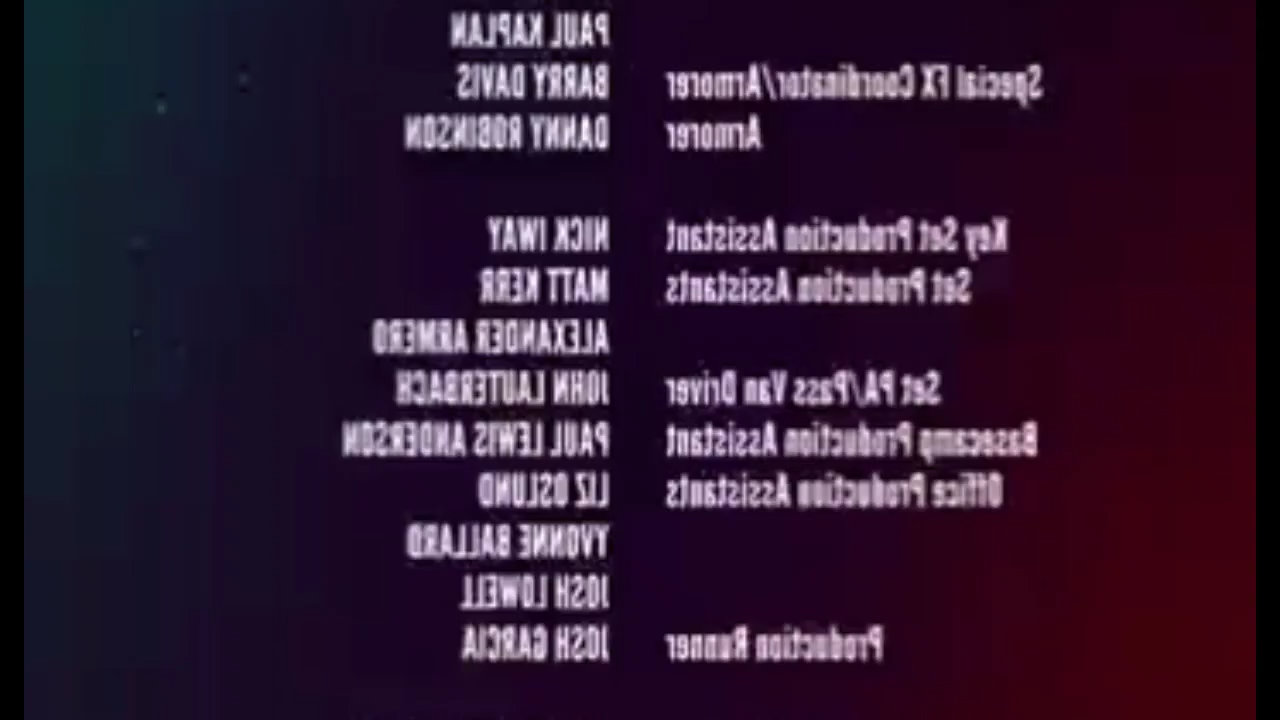 PAUL KAPLAN
Special FX Coordinator/Armorer BARRY DAVIS
Armorer DANNY ROBINSON
Key Set Production Assistant NICK IWAY
Set Production Assistants MATT KERR
ALEXANDER ARMERO
Set PA/Pass Van Driver JOHN LAUTERBACH
Basecamp Production Assistant PAUL LEWIS ANDERSON
Office Production Assistants LIZ OSLUND
YVONNE BALLARD
JOSH LOWELL
Production Runner JOSH GARCIA